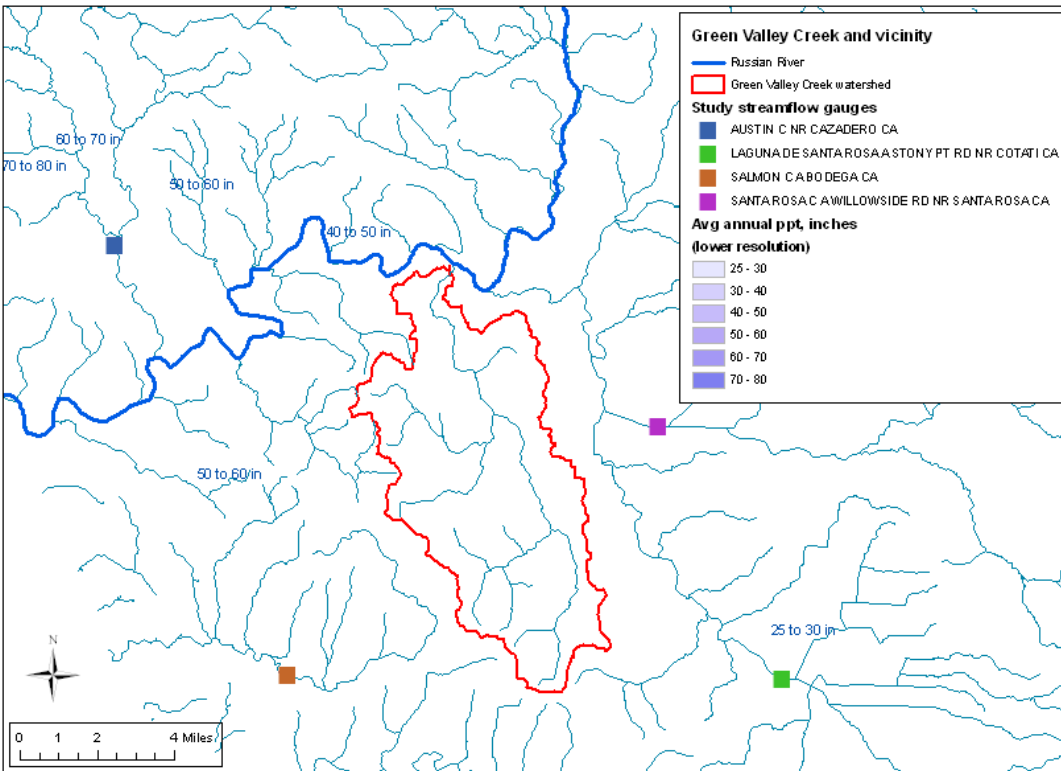 Green Valley Creek and vicinity
Russian River
Green Valley Creek watershed
Study streamflow gauges
AUSTIN C NR CAZADERO CA
LAGUNA DE SANTA ROSA A STONY PT RD NR COTATI CA
SALMON C A BODEGA CA
SANTA ROSA C A WILLOWSIDE RD NR SANTA ROSA CA
Avg annual ppt, inches
(lower resolution)
25 - 30
30 - 40
40 - 50
50 - 60
60 - 70
70 - 80
60 to 70 in
70 to 80 in
50 to 60 in
40 to 50 in
50 to 60 in
25 to 30 in
N
0 1 2 4 Miles